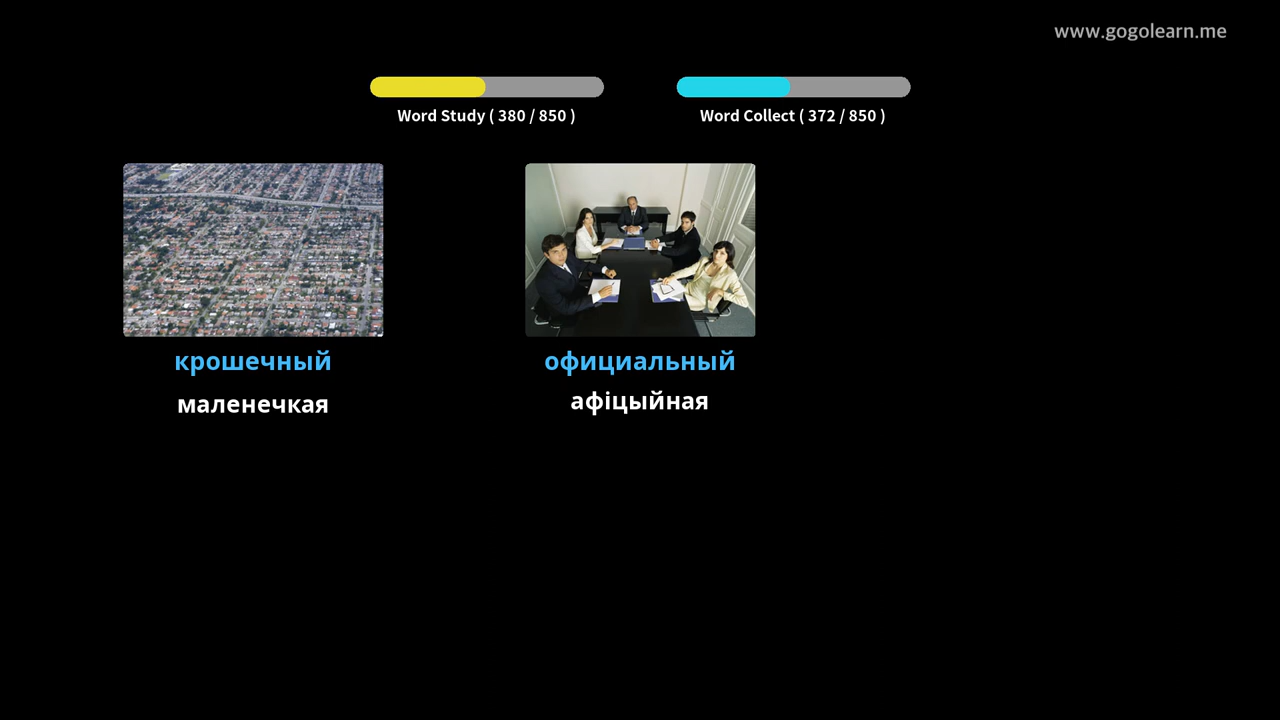 www.gogolearn.me
Word Study ( 380 / 850 )
Word Collect ( 372 / 850 )
крошечный
маленечкая
официальный
афіцыйная